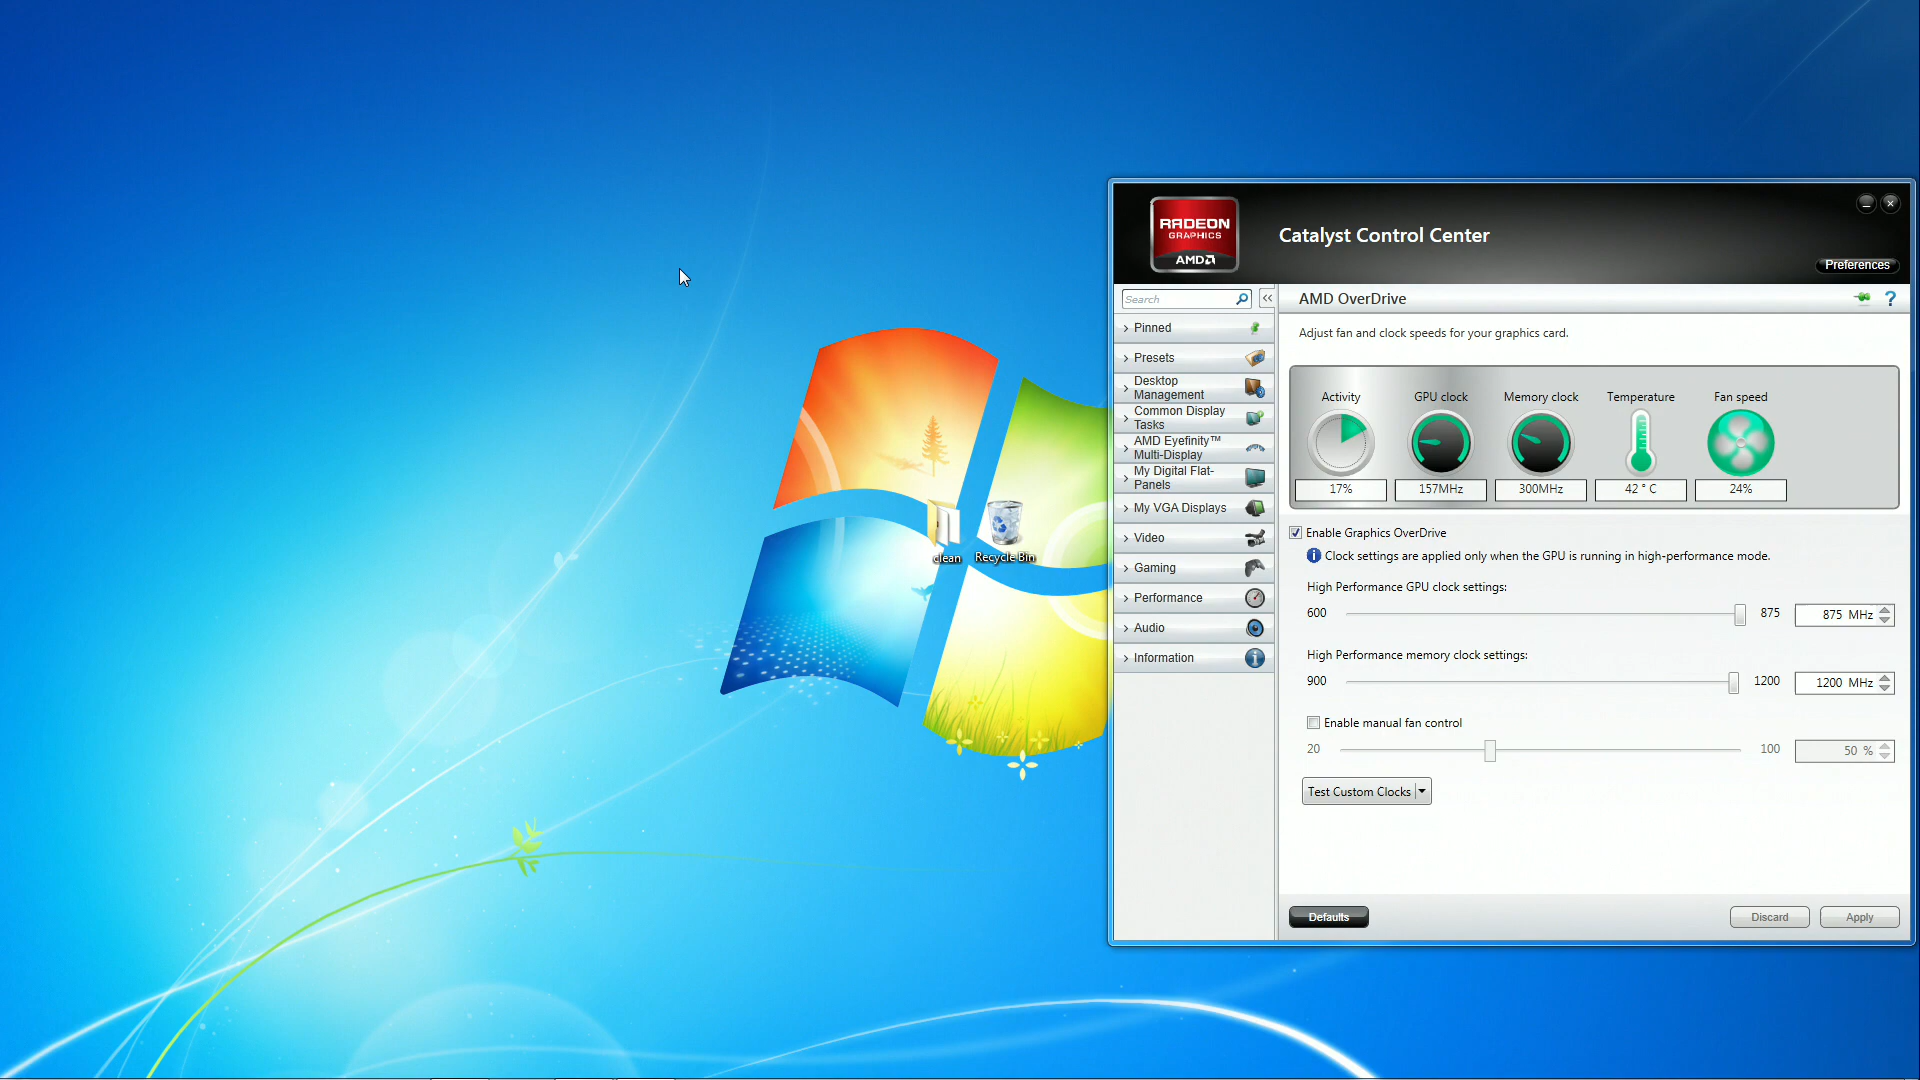 RADEON
GRAPHICS
AMD
Catalyst Control Center
Preferences
Search
AMD OverDrive
?
Pinned
Presets
Desktop
Management
Common Display
Tasks
AMD Eyefinity™
Multi-Display
My Digital Flat-
Panels
My VGA Displays
Video
Gaming
Performance
Audio
Information
Adjust fan and clock speeds for your graphics card.
Activity GPU clock Memory clock Temperature Fan speed
17% 157MHz 300MHz 42 ° C 24%
Enable Graphics OverDrive
Clock settings are applied only when the GPU is running in high-performance mode.
High Performance GPU clock settings:
600 875 875 MHz
High Performance memory clock settings:
900 1200 1200 MHz
Enable manual fan control
20 100 50 %
Test Custom Clocks
Defaults Discard Apply
clean Recycle Bin